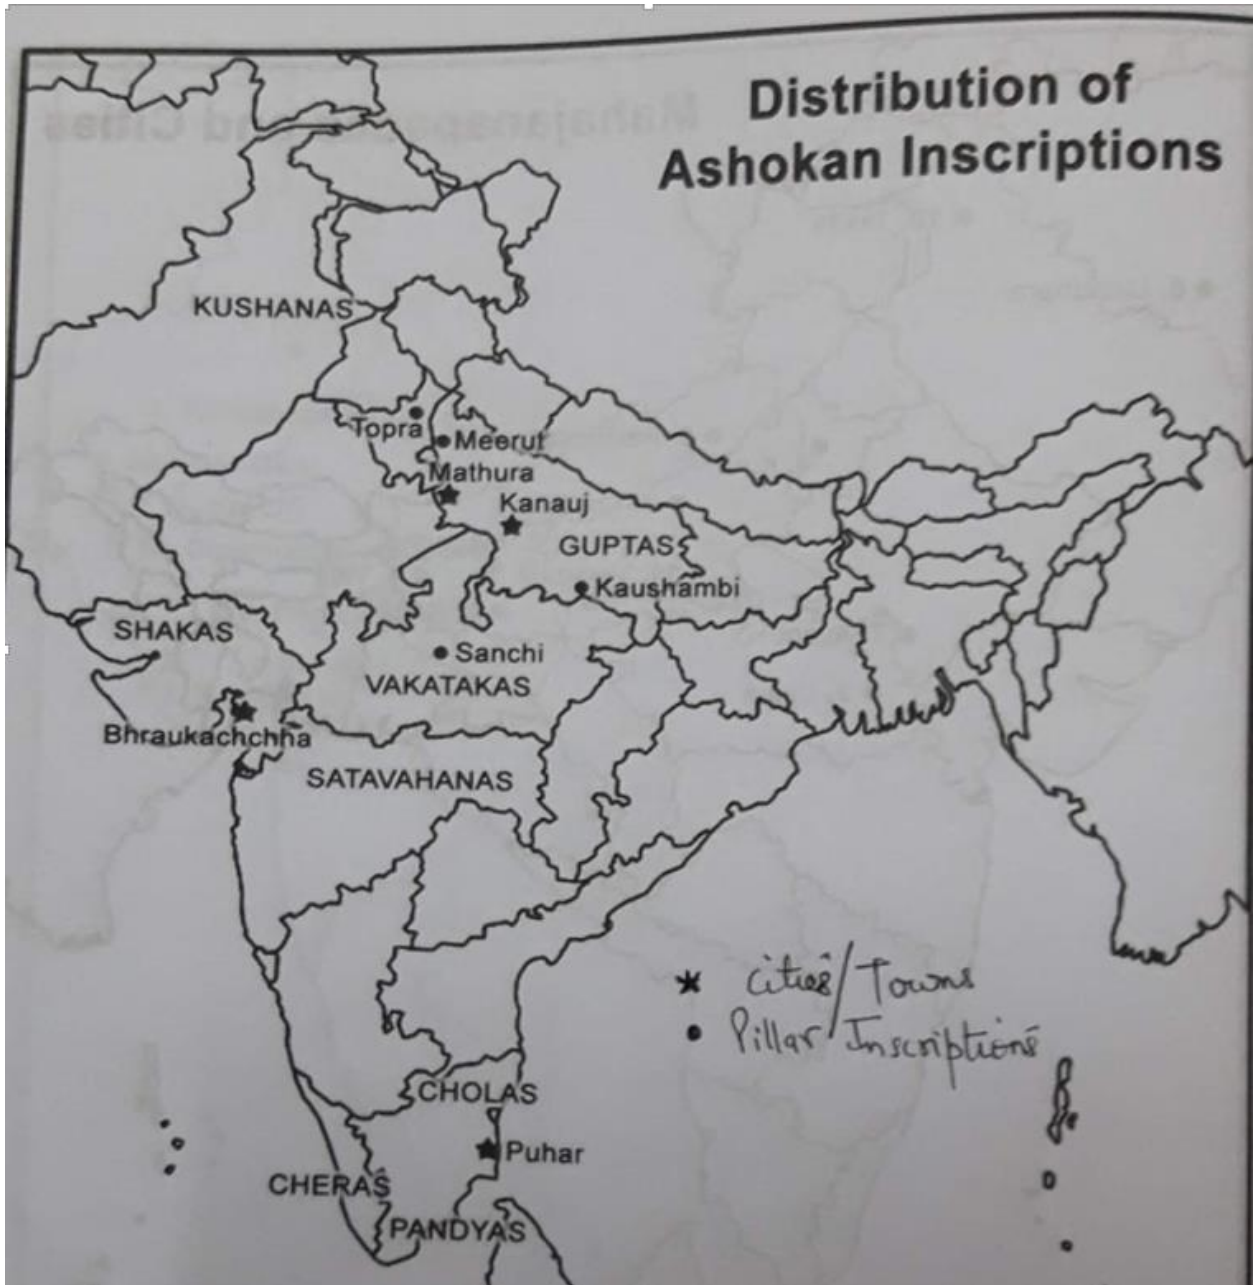 Distribution of
Ashokan Inscriptions
KUSHANAS
Topra
Meerut
Mathura
Kanauj
GUPTAS
Kaushambi
SHAKAS
Sanchi
VAKATAKAS
Bhraukachchha
SATAVAHANAS
★ Cities/Towns
• Pillar/Inscriptions
CHOLAS
Puhar
CHERAS
PANDYAS